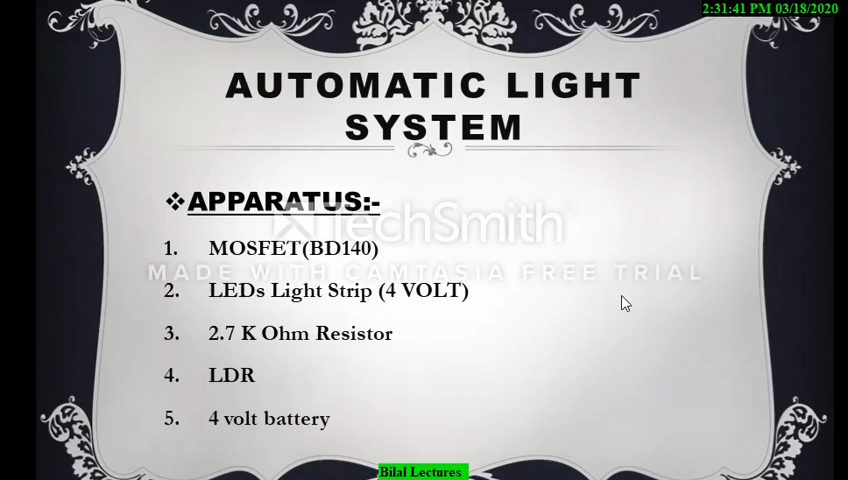 2:31:41 PM 03/18/2020
AUTOMATIC LIGHT
SYSTEM
❖APPARATUS:-
TechSmith®
1. MOSFET(BD140)
MADE WITH CAMTASIA FREE TRIAL
2. LEDs Light Strip (4 VOLT)
3. 2.7 K Ohm Resistor
4. LDR
5. 4 volt battery
Bilal Lectures